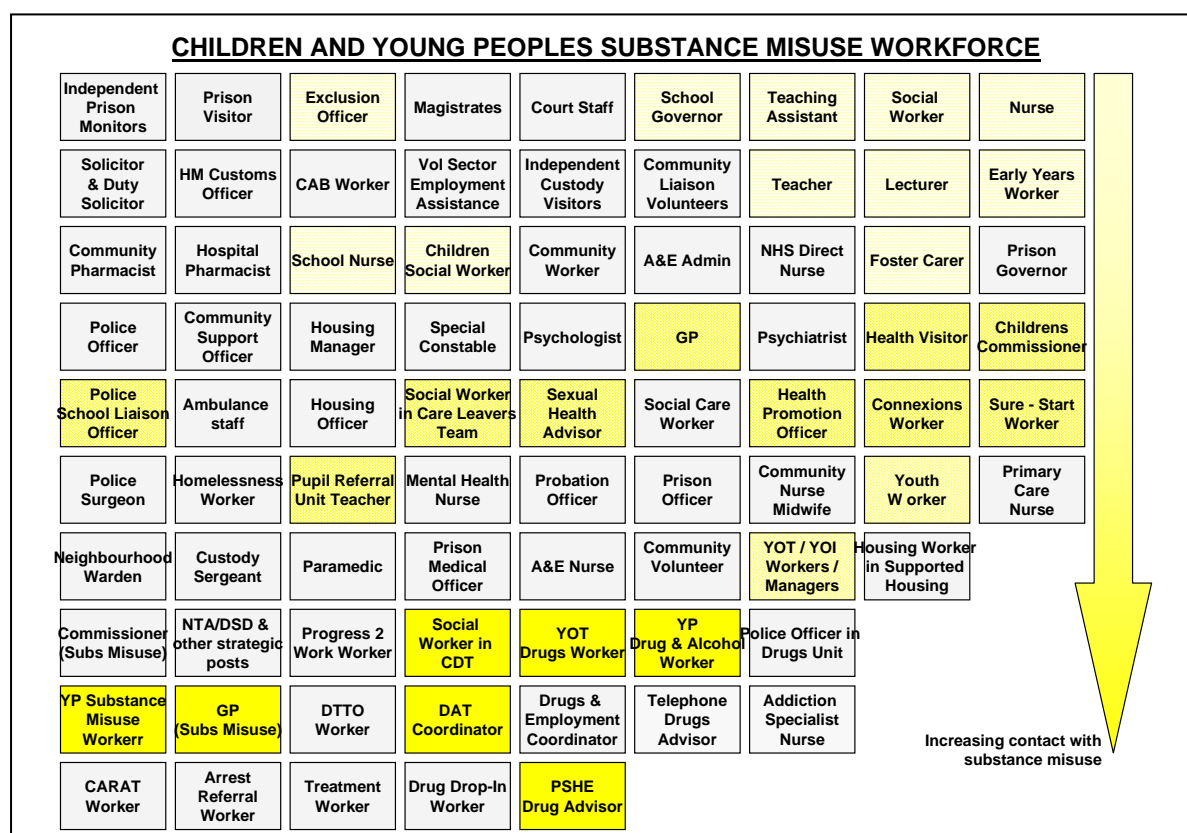 CHILDREN AND YOUNG PEOPLES SUBSTANCE MISUSE WORKFORCE
Independent
Prison
Monitors
Prison
Visitor
Exclusion
Officer
Magistrates
Court Staff
School
Governor
Teaching
Assistant
Social
Worker
Nurse
Solicitor
& Duty
Solicitor
HM Customs
Officer
CAB Worker
Vol Sector
Employment
Assistance
Independent
Custody
Visitors
Community
Liaison
Volunteers
Teacher
Lecturer
Early Years
Worker
Community
Pharmacist
Hospital
Pharmacist
School Nurse
Children
Social Worker
Community
Worker
A&E Admin
NHS Direct
Nurse
Foster Carer
Prison
Governor
Police
Officer
Community
Support
Officer
Housing
Manager
Special
Constable
Psychologist
GP
Psychiatrist
Health Visitor
Childrens
Commissioner
Police
School Liaison
Officer
Ambulance
staff
Housing
Officer
Social Worker
in Care Leavers
Team
Sexual
Health
Advisor
Social Care
Worker
Health
Promotion
Officer
Connexions
Worker
Sure - Start
Worker
Police
Surgeon
Homelessness
Worker
Pupil Referral
Unit Teacher
Mental Health
Nurse
Probation
Officer
Prison
Officer
Community
Nurse
Midwife
Youth
W orker
Primary
Care
Nurse
Neighbourhood
Warden
Custody
Sergeant
Paramedic
Prison
Medical
Officer
A&E Nurse
Community
Volunteer
YOT / YOI
Workers /
Managers
Housing Worker
in Supported
Housing
Commissioner
(Subs Misuse)
NTA/DSD &
other strategic
posts
Progress 2
Work Worker
Social
Worker in
CDT
YOT
Drugs Worker
YP
Drug & Alcohol
Worker
Police Officer in
Drugs Unit
YP Substance
Misuse
Workerr
GP
(Subs Misuse)
DTTO
Worker
DAT
Coordinator
Drugs &
Employment
Coordinator
Telephone
Drugs
Advisor
Addiction
Specialist
Nurse
Increasing contact with
substance misuse
CARAT
Worker
Arrest
Referral
Worker
Treatment
Worker
Drug Drop-In
Worker
PSHE
Drug Advisor